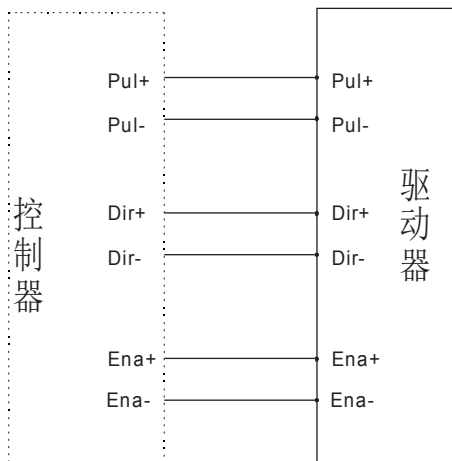 Pul+ Pul+
Pul- Pul-
控制器
驱动器
Dir+ Dir+
Dir- Dir-
Ena+ Ena+
Ena- Ena-